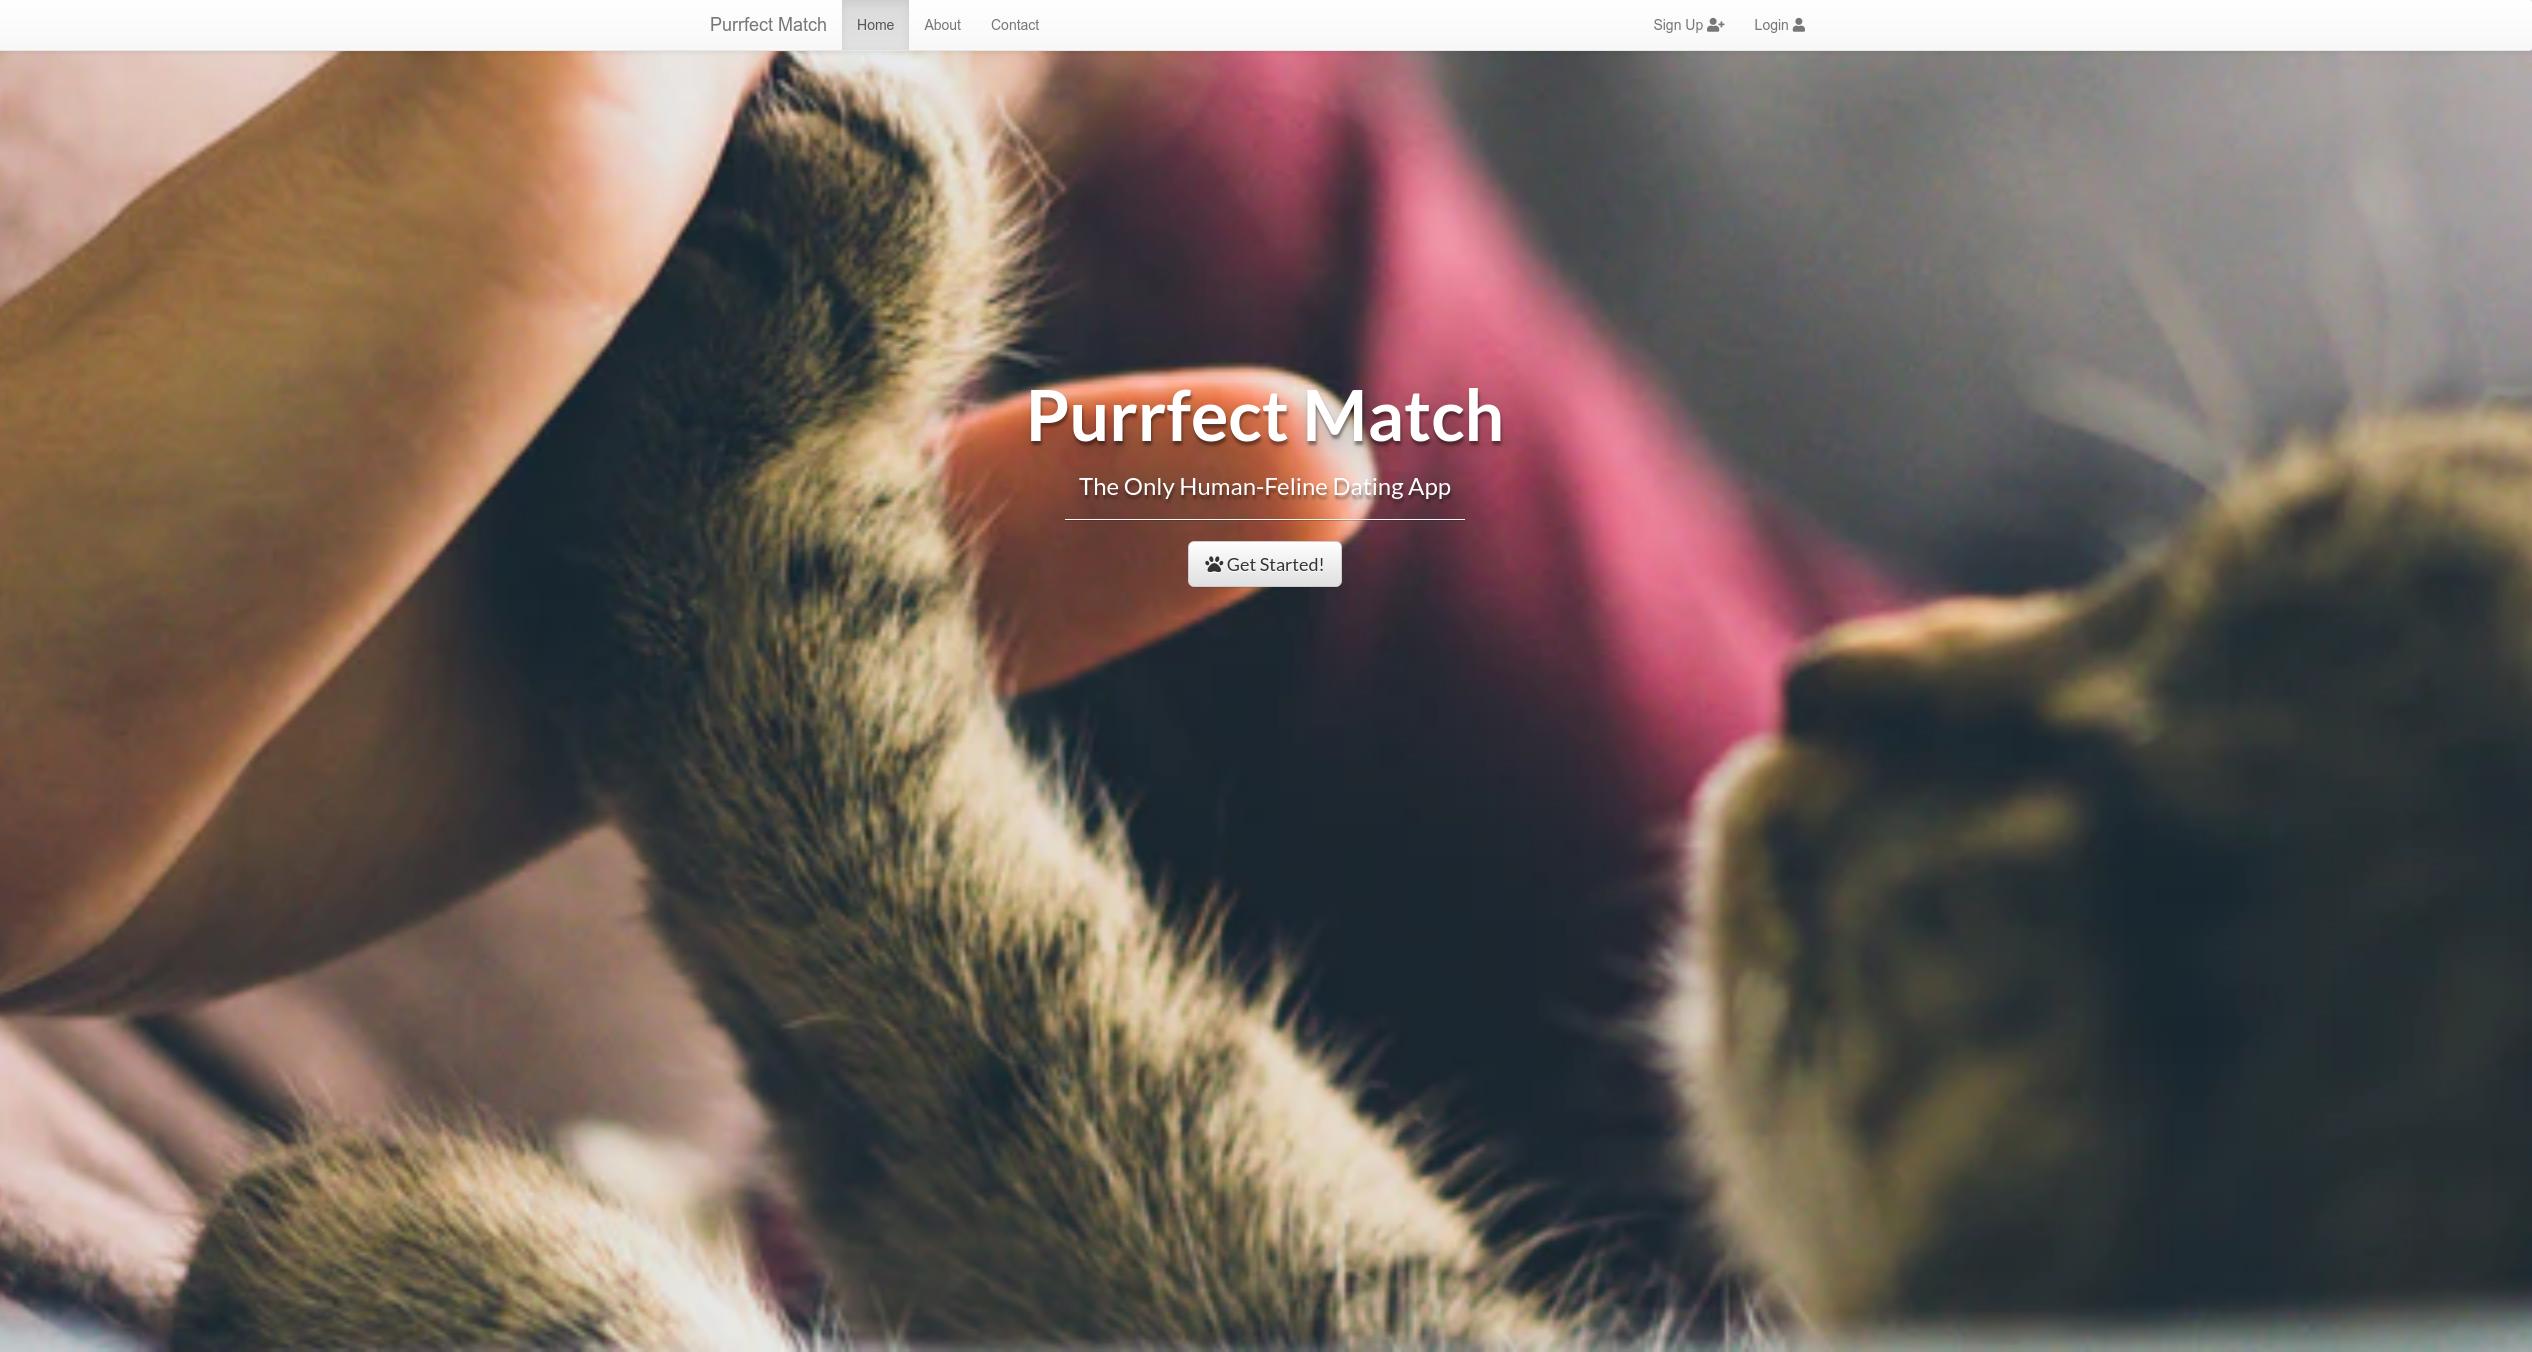 Purrfect Match Home About Contact Sign Up Login
Purrfect Match
The Only Human-Feline Dating App
Get Started!